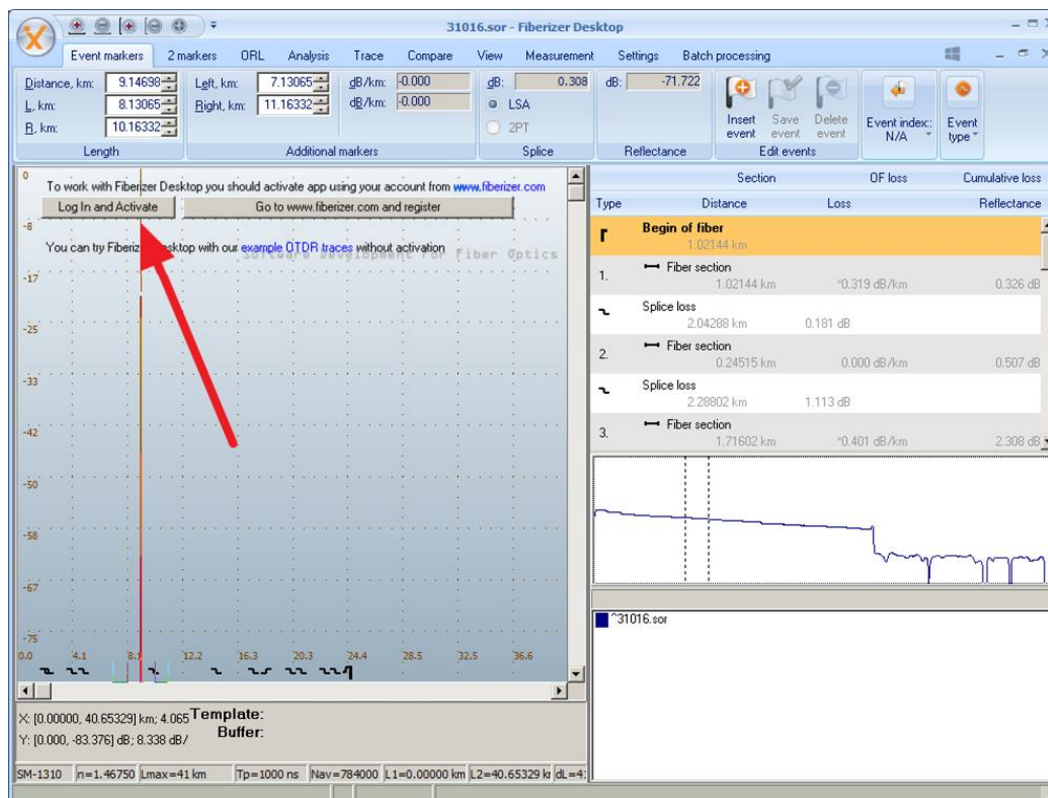 31016.sor - Fiberizer Desktop
Event markers 2 markers ORL Analysis Trace Compare View Measurement Settings Batch processing
Distance, km: 9.14698 Left, km: 7.13065 dB/km: -0.000 dB: 0.308 dB: -71.722
L, km: 8.13065 Right, km: 11.16332 dB/km: -0.000 LSA
R, km: 10.16332 2PT
Insert event Save event Delete event Event index: N/A Event type
Length Additional markers Splice Reflectance Edit events
0
To work with Fiberizer Desktop you should activate app using your account from www.fiberizer.com
Log In and Activate Go to www.fiberizer.com and register
-8
You can try Fiberizer Desktop with our example OTDR traces without activation
Software Development For Fiber Optics
-17
-25
-33
-42
-50
-58
-67
-75
0.0 4.1 8.1 12.2 16.3 20.3 24.4 28.5 32.5 36.6
X: [0.00000, 40.65329] km; 4.065 Template:
Buffer:
Y: [0.000, -83.376] dB; 8.338 dB/
SM-1310 n=1.46750 Lmax=41 km Tp=1000 ns Nav=784000 L1=0.00000 km L2=40.65329 kr dL=4:
Section OF loss Cumulative loss
Type Distance Loss Reflectance
Begin of fiber
1.02144 km
1. Fiber section
1.02144 km *0.319 dB/km 0.326 dB
Splice loss
2.04288 km 0.181 dB
2. Fiber section
0.24515 km 0.000 dB/km 0.507 dB
Splice loss
2.28802 km 1.113 dB
3. Fiber section
1.71602 km *0.401 dB/km 2.308 dB
^31016.sor